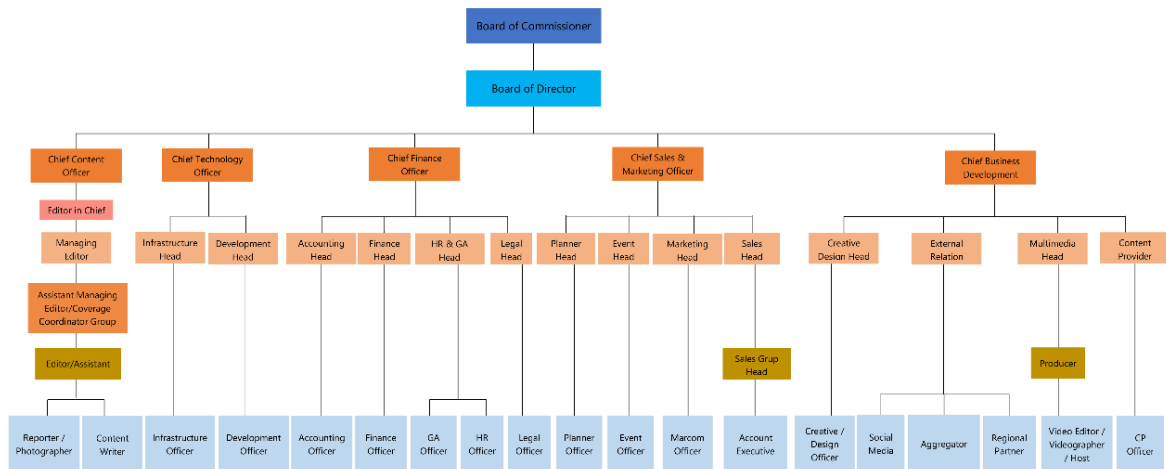 Board of Commissioner
Board of Director
Chief Content
Officer
Chief Technology
Officer
Chief Finance
Officer
Chief Sales &
Marketing Officer
Chief Business
Development
Editor in Chief
Managing
Editor
Infrastructure
Head
Development
Head
Accounting
Head
Finance
Head
HR & GA
Head
Legal
Head
Planner
Head
Event
Head
Marketing
Head
Sales
Head
Creative
Design Head
External
Relation
Multimedia
Head
Content
Provider
Assistant Managing
Editor/Coverage
Coordinator Group
Editor/Assistant
Sales Grup
Head
Producer
Reporter /
Photographer
Content
Writer
Infrastructure
Officer
Development
Officer
Accounting
Officer
Finance
Officer
GA
Officer
HR
Officer
Legal
Officer
Planner
Officer
Event
Officer
Marcom
Officer
Account
Executive
Creative /
Design
Officer
Social
Media
Aggregator
Regional
Partner
Video Editor /
Videographer
/ Host
CP
Officer